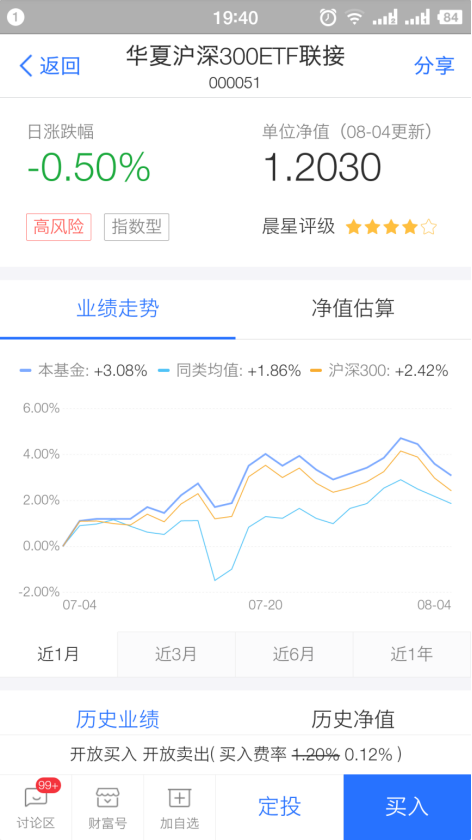 1 19:40 84
返回 华夏沪深300ETF联接 分享
000051
日涨跌幅 单位净值（08-04更新）
-0.50% 1.2030
高风险 指数型 晨星评级
业绩走势 净值估算
本基金: +3.08% 同类均值: +1.86% 沪深300: +2.42%
6.00%
4.00%
2.00%
0.00%
-2.00%
07-04 07-20 08-04
近1月 近3月 近6月 近1年
历史业绩 历史净值
开放买入 开放卖出( 买入费率 1.20% 0.12% )
99+
讨论区 财富号 加自选 定投 买入